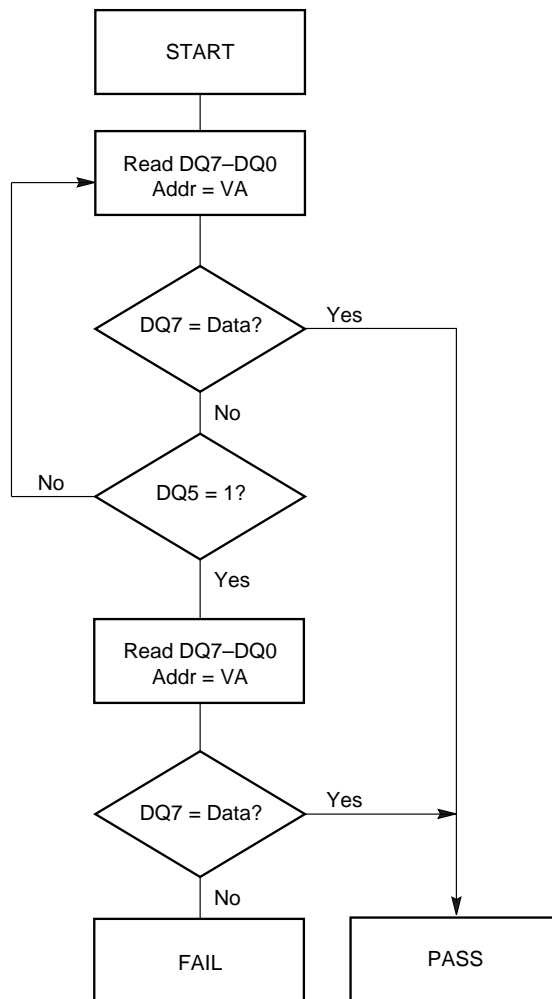 START
Read DQ7–DQ0
Addr = VA
DQ7 = Data?
Yes
No
No
DQ5 = 1?
Yes
Read DQ7–DQ0
Addr = VA
DQ7 = Data?
Yes
No
FAIL
PASS